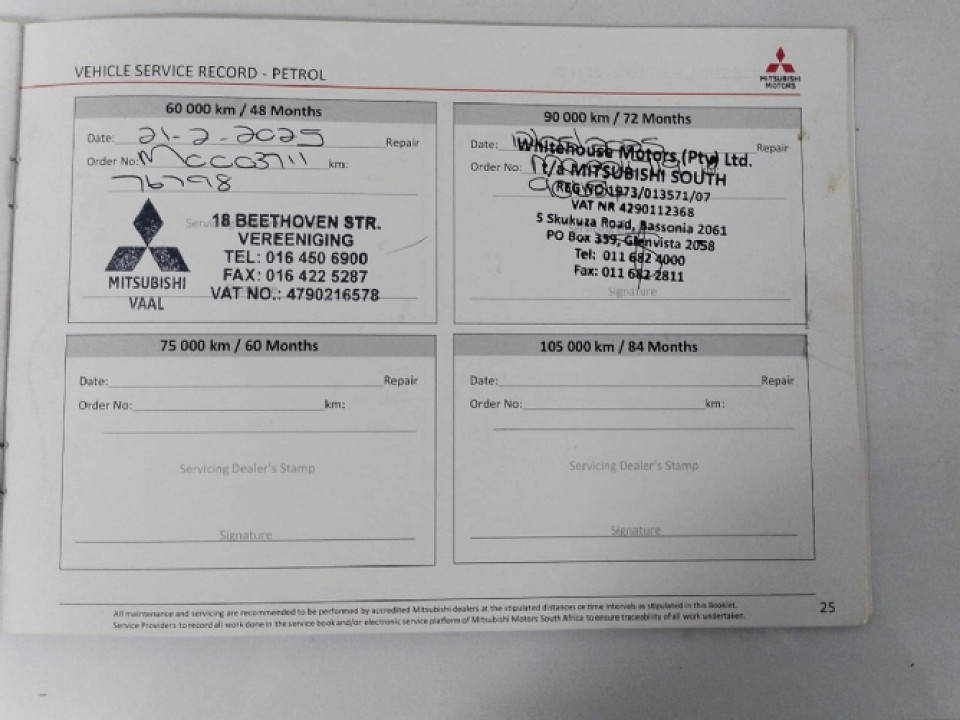 VEHICLE SERVICE RECORD - PETROL
MITSUBISHI
MOTORS
60 000 km / 48 Months
Date: 21-2-2025 Repair
Order No: MCCC03711 km:
76798
18 BEETHOVEN STR.
VEREENIGING
TEL: 016 450 6900
FAX: 016 422 5287
VAT NO.: 4790216578
MITSUBISHI
VAAL
90 000 km / 72 Months
Date: Repair
Order No:
Whitehouse Motors (Pty) Ltd.
t/a MITSUBISHI SOUTH
REG NO 1973/013571/07
VAT NR 4290112368
5 Skukuza Road, Bassonia 2061
PO Box 359, Glenvista 2058
Tel: 011 682 4000
Fax: 011 682 2811
Signature
75 000 km / 60 Months
Date: Repair
Order No: km:
Servicing Dealer's Stamp
Signature
105 000 km / 84 Months
Date: Repair
Order No: km:
Servicing Dealer's Stamp
Signature
All maintenance and servicing are recommended to be performed by accredited Mitsubishi dealers at the stipulated distances or time intervals as stipulated in this Booklet.
Service Providers to record all work done in the service book and/or electronic service platform of Mitsubishi Motors South Africa to ensure traceability of all work undertaken.
25